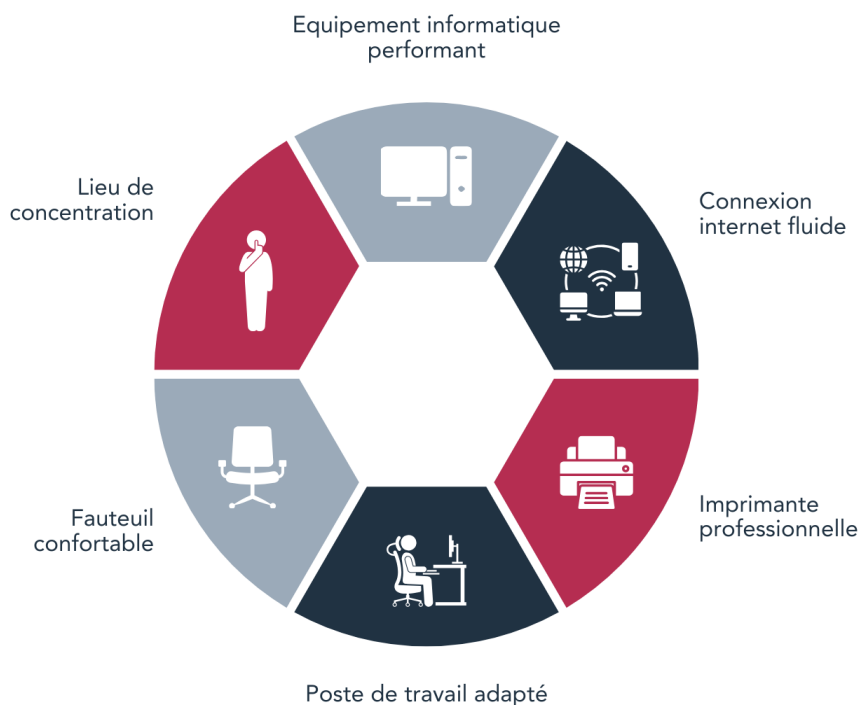 Equipement informatique
performant
Lieu de
concentration
Connexion
internet fluide
Fauteuil
confortable
Imprimante
professionnelle
Poste de travail adapté